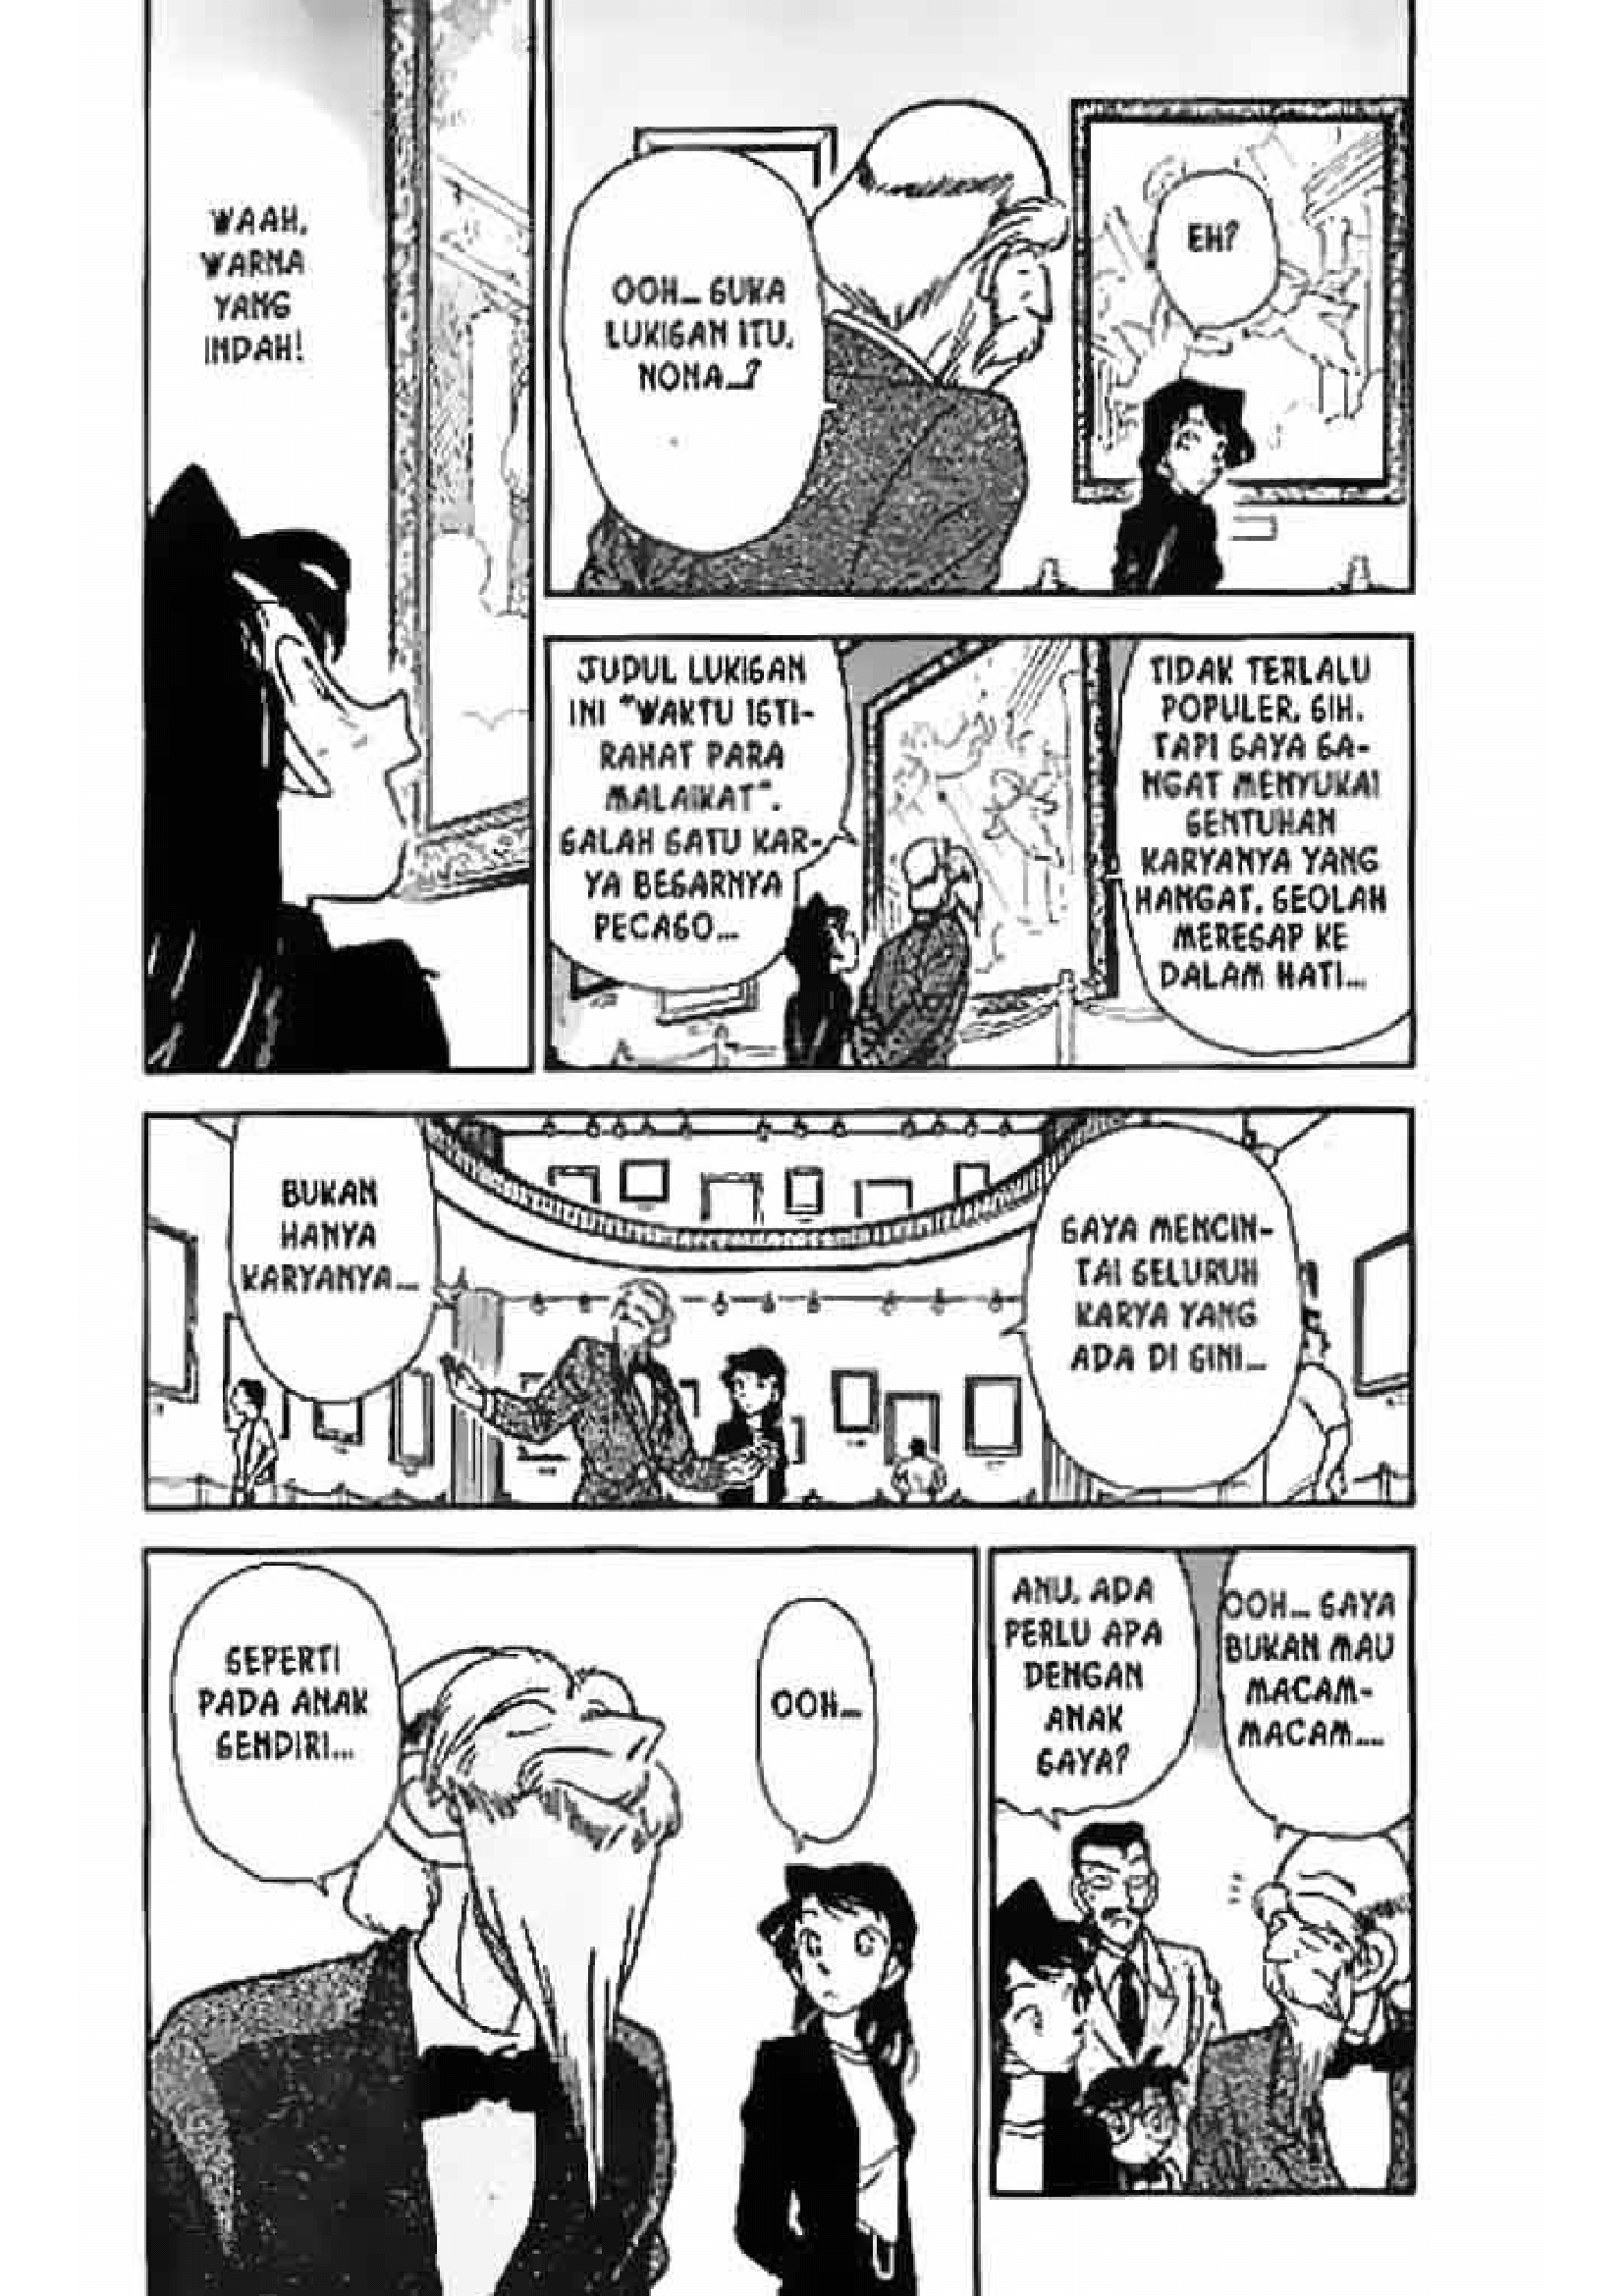 WAAH,
WARNA
YANG
INDAH!
OOH... SUKA
LUKISAN ITU,
NONA...?
EH?
JUDUL LUKISAN
INI "WAKTU ISTI-
RAHAT PARA
MALAIKAT".
SALAH SATU KAR-
YA BESARNYA
PECASO...
TIDAK TERLALU
POPULER, SIH.
TAPI SAYA SA-
NGAT MENYUKAI
SENTUHAN
KARYANYA YANG
HANGAT, SEOLAH
MERESAP KE
DALAM HATI...
BUKAN
HANYA
KARYANYA...
SAYA MENCIN-
TAI SELURUH
KARYA YANG
ADA DI SINI...
SEPERTI
PADA ANAK
SENDIRI...
OOH...
ANU, ADA
PERLU APA
DENGAN
ANAK
SAYA?
OOH... SAYA
BUKAN MAU
MACAM-
MACAM....